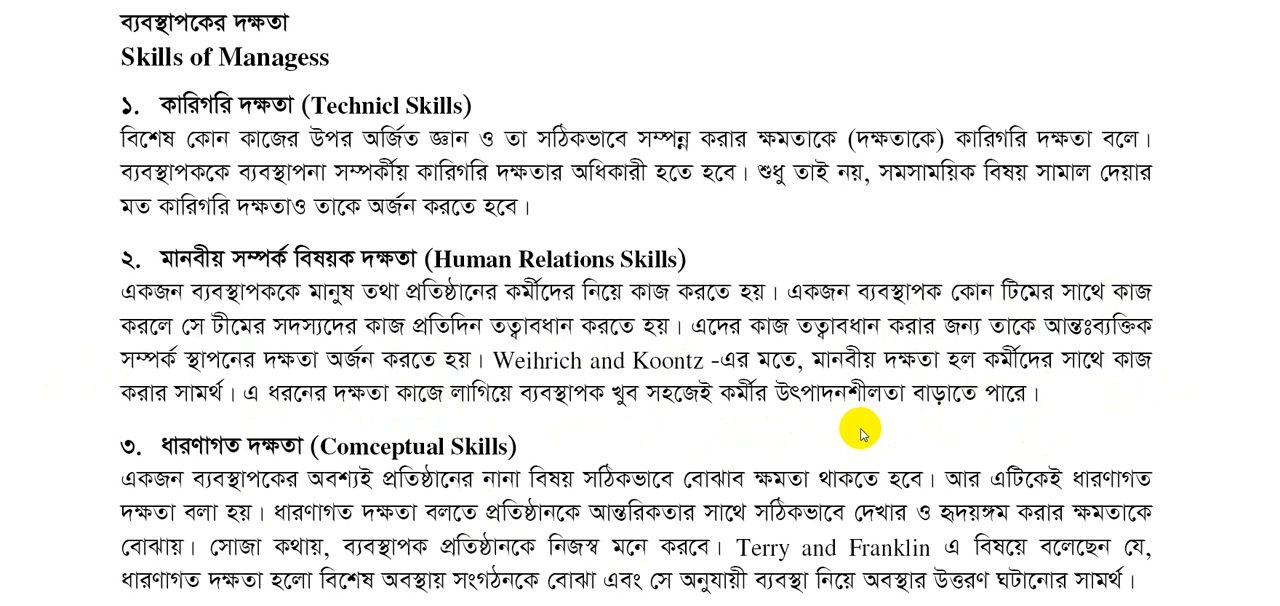 ব্যবস্থাপকের দক্ষতা
Skills of Managess
১. কারিগরি দক্ষতা (Technicl Skills)
বিশেষ কোন কাজের উপর অর্জিত জ্ঞান ও তা সঠিকভাবে সম্পন্ন করার ক্ষমতাকে (দক্ষতাকে) কারিগরি দক্ষতা বলে।
ব্যবস্থাপককে ব্যবস্থাপনা সম্পর্কীয় কারিগরি দক্ষতার অধিকারী হতে হবে। শুধু তাই নয়, সমসাময়িক বিষয় সামাল দেয়ার
মত কারিগরি দক্ষতাও তাকে অর্জন করতে হবে।
২. মানবীয় সম্পর্ক বিষয়ক দক্ষতা (Human Relations Skills)
একজন ব্যবস্থাপককে মানুষ তথা প্রতিষ্ঠানের কর্মীদের নিয়ে কাজ করতে হয়। একজন ব্যবস্থাপক কোন টিমের সাথে কাজ
করলে সে টীমের সদস্যদের কাজ প্রতিদিন তত্বাবধান করতে হয়। এদের কাজ তত্বাবধান করার জন্য তাকে আন্তঃব্যক্তিক
সম্পর্ক স্থাপনের দক্ষতা অর্জন করতে হয়। Weihrich and Koontz -এর মতে, মানবীয় দক্ষতা হল কর্মীদের সাথে কাজ
করার সামর্থ। এ ধরনের দক্ষতা কাজে লাগিয়ে ব্যবস্থাপক খুব সহজেই কর্মীর উৎপাদনশীলতা বাড়াতে পারে।
৩. ধারণাগত দক্ষতা (Comceptual Skills)
একজন ব্যবস্থাপকের অবশ্যই প্রতিষ্ঠানের নানা বিষয় সঠিকভাবে বোঝাব ক্ষমতা থাকতে হবে। আর এটিকেই ধারণাগত
দক্ষতা বলা হয়। ধারণাগত দক্ষতা বলতে প্রতিষ্ঠানকে আন্তরিকতার সাথে সঠিকভাবে দেখার ও হৃদয়ঙ্গম করার ক্ষমতাকে
বোঝায়। সোজা কথায়, ব্যবস্থাপক প্রতিষ্ঠানকে নিজস্ব মনে করবে। Terry and Franklin এ বিষয়ে বলেছেন যে,
ধারণাগত দক্ষতা হলো বিশেষ অবস্থায় সংগঠনকে বোঝা এবং সে অনুযায়ী ব্যবস্থা নিয়ে অবস্থার উত্তরণ ঘটানোর সামর্থ।